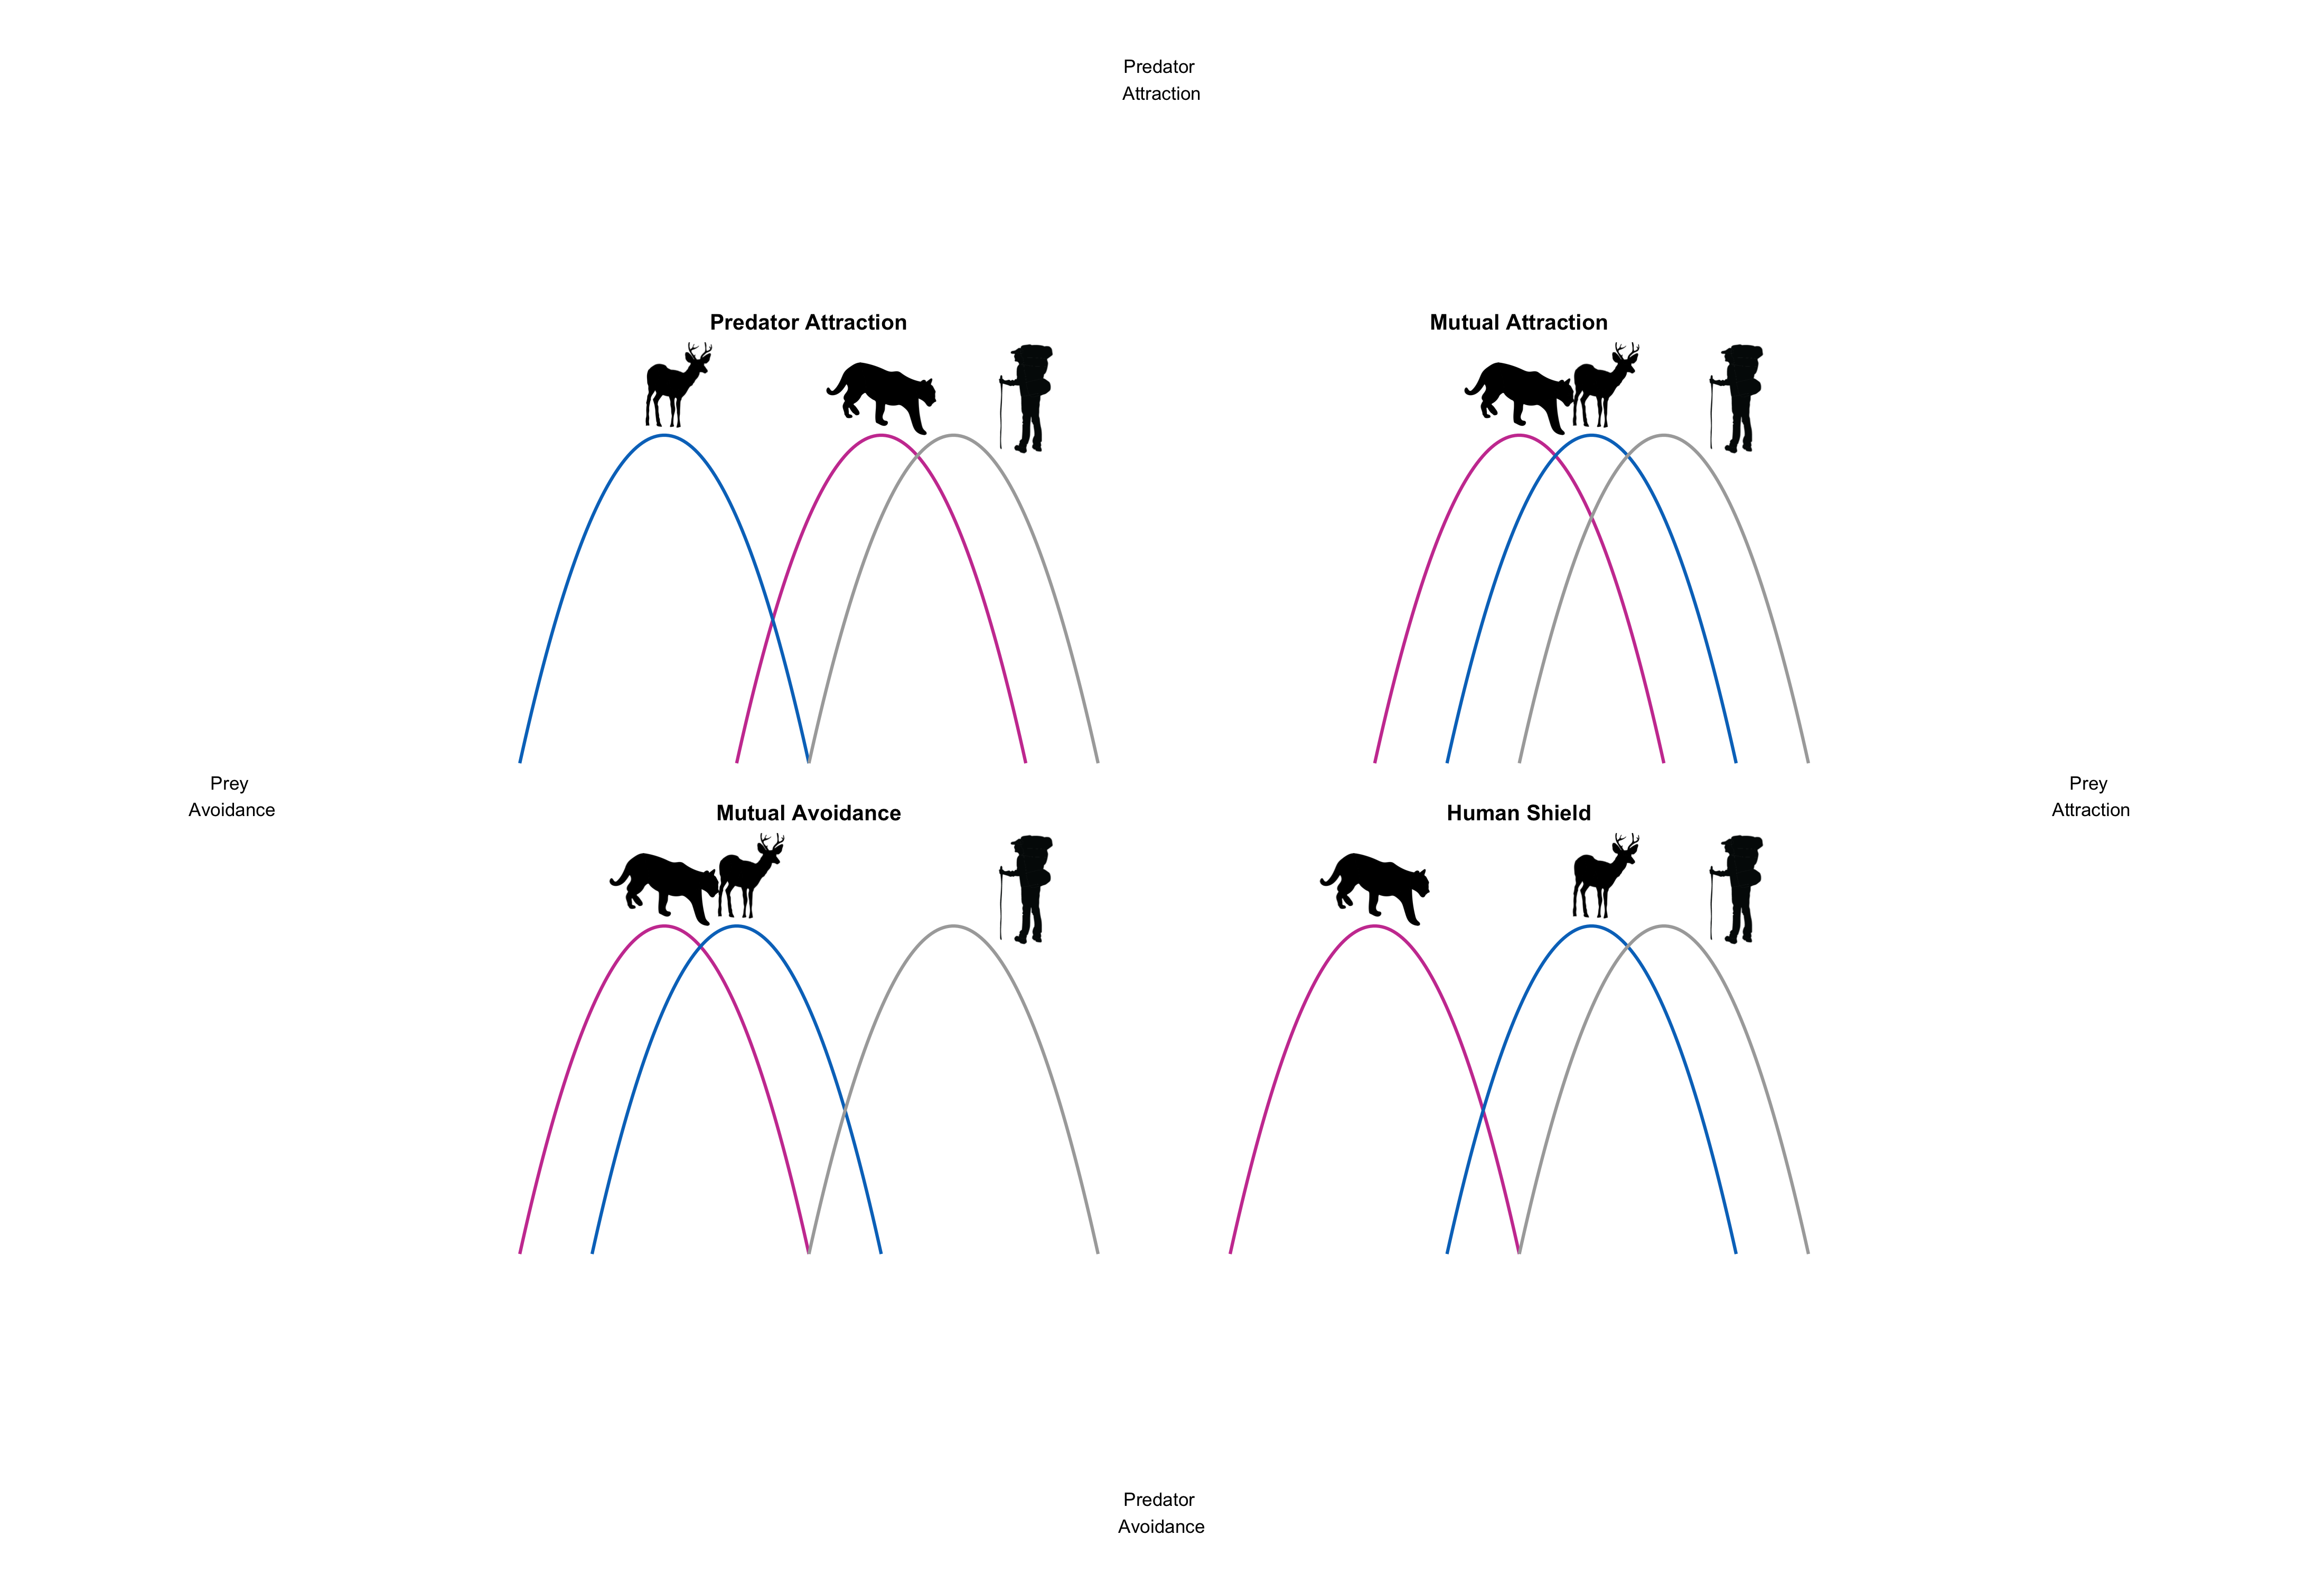 Predator
Attraction
Predator Attraction
Mutual Attraction
Prey
Avoidance
Prey
Attraction
Mutual Avoidance
Human Shield
Predator
Avoidance